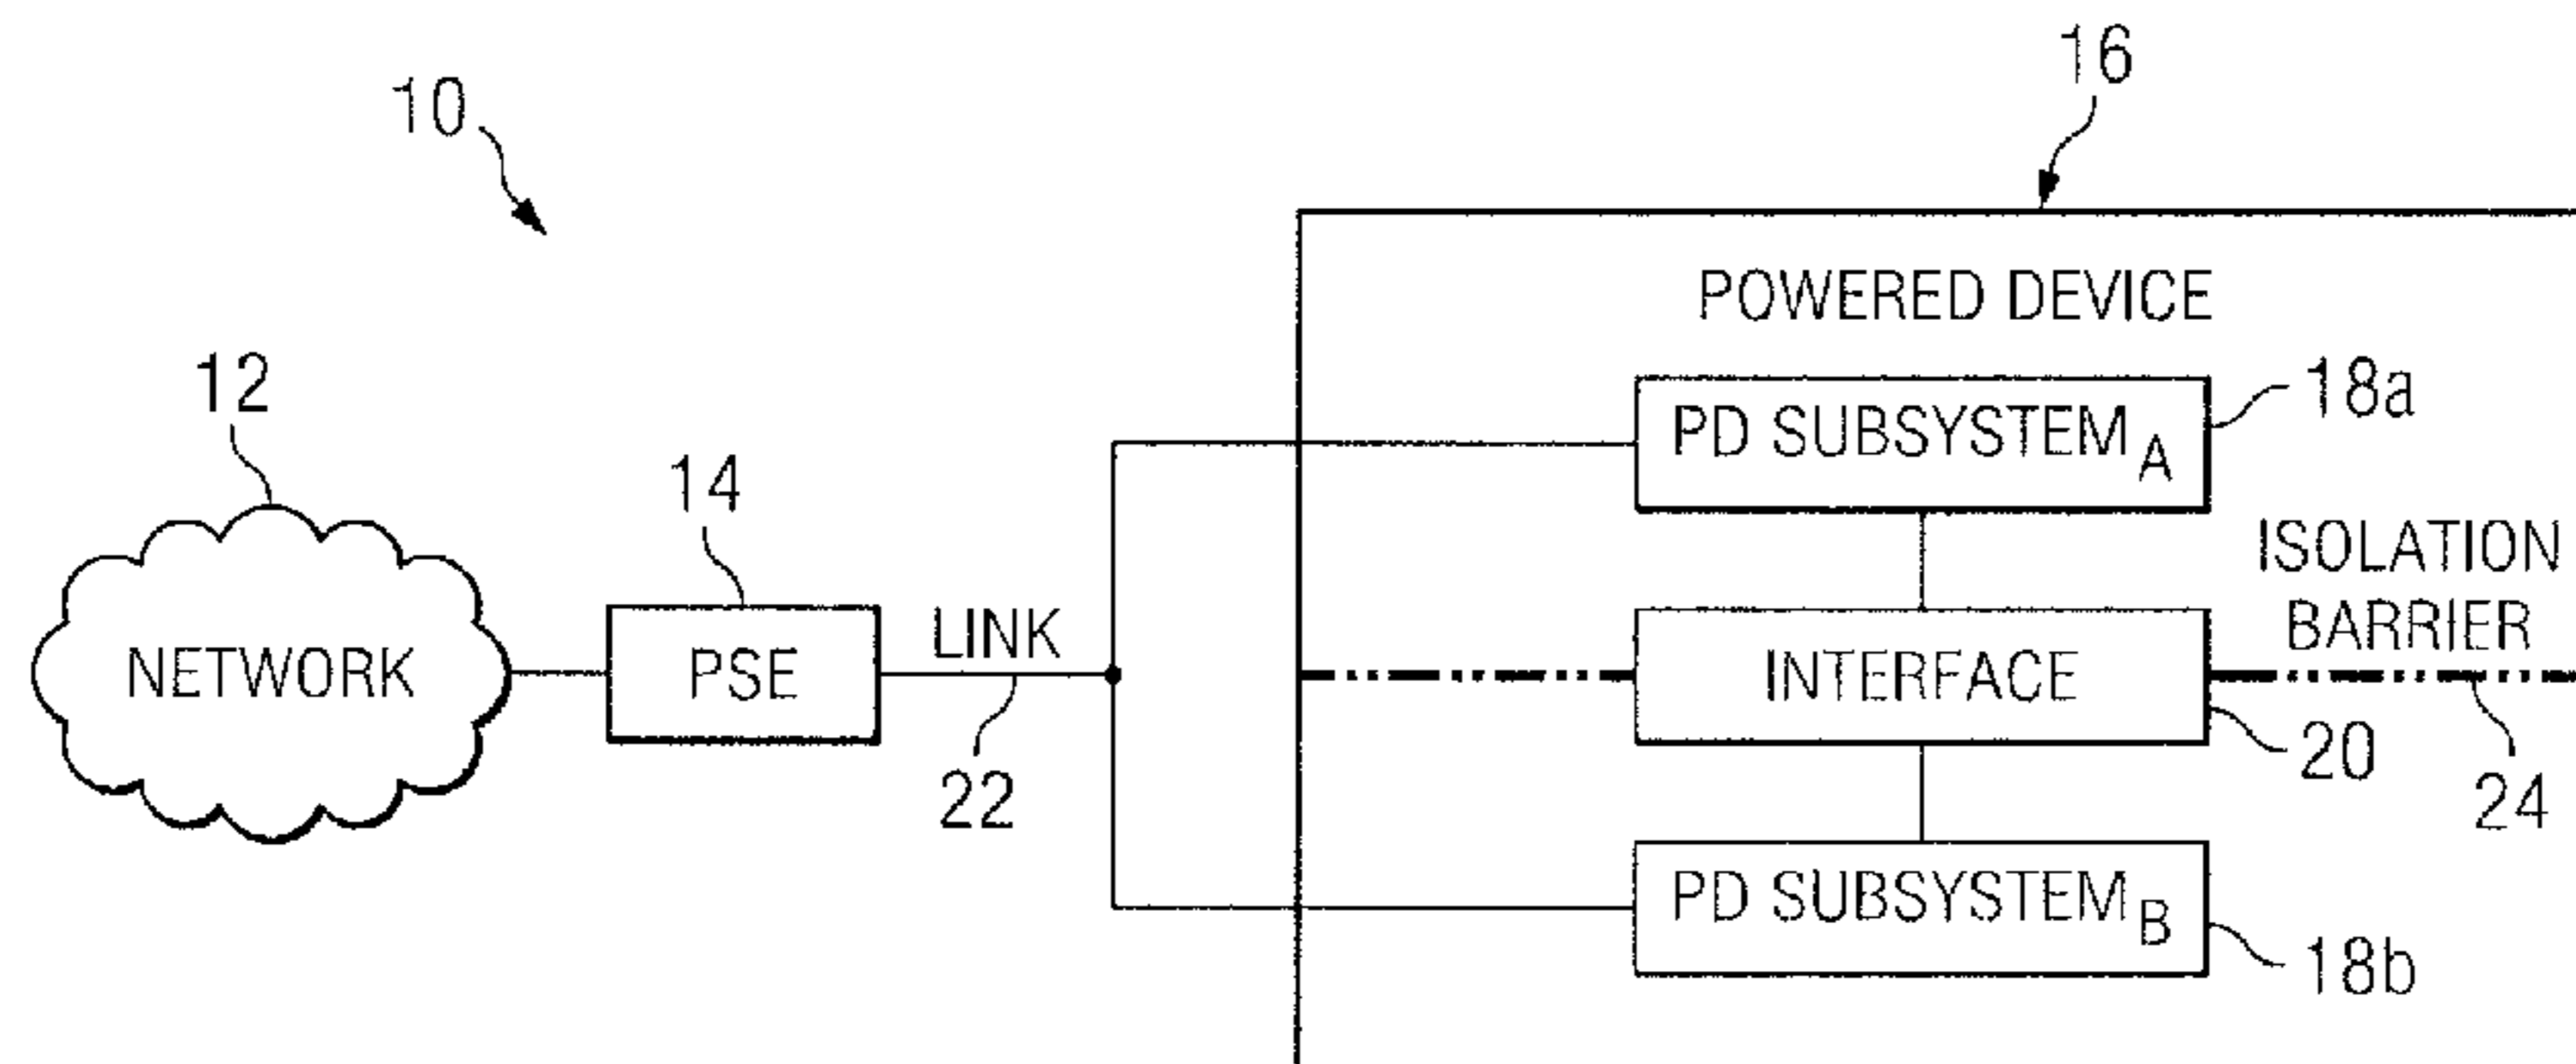 10
16
POWERED DEVICE
12
18a
PD SUBSYSTEM A
14
ISOLATION
BARRIER
LINK
NETWORK
PSE
INTERFACE
20
22
24
PD SUBSYSTEM B
18b